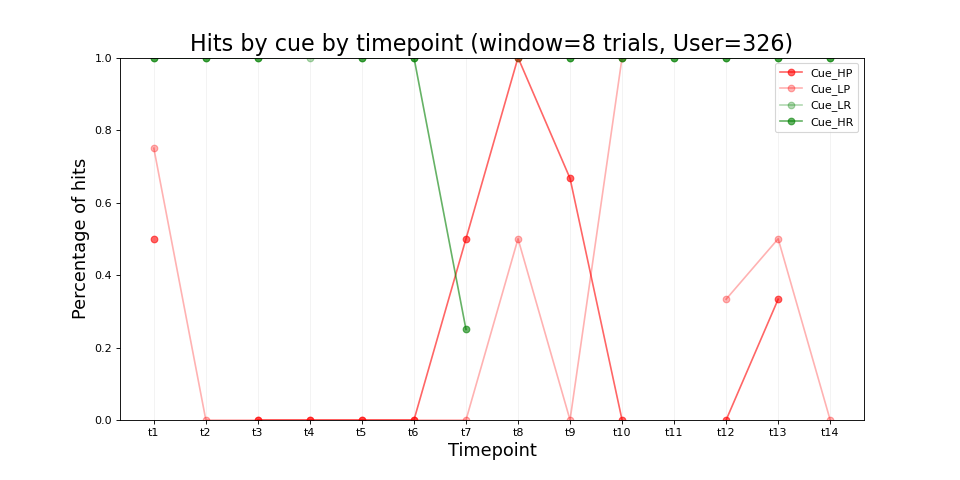 Hits by cue by timepoint (window=8 trials, User=326)
Percentage of hits
1.0
0.8
0.6
0.4
0.2
0.0
Cue_HP
Cue_LP
Cue_LR
Cue_HR
t1 t2 t3 t4 t5 t6 t7 t8 t9 t10 t11 t12 t13 t14
Timepoint